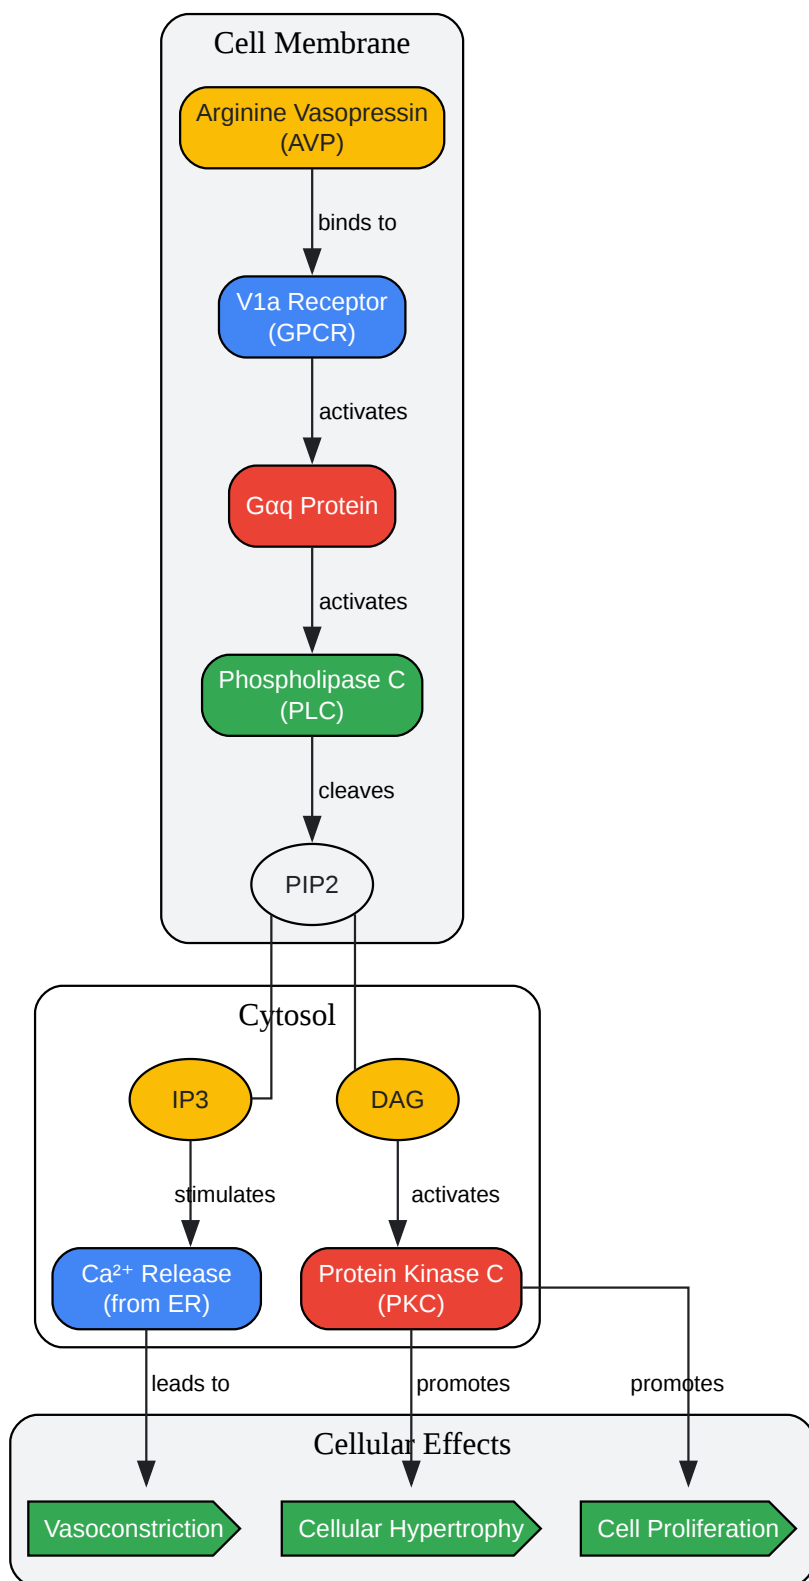 Cell Membrane
Arginine Vasopressin
(AVP)
binds to
V1a Receptor
(GPCR)
activates
Gαq Protein
activates
Phospholipase C
(PLC)
cleaves
PIP2
Cytosol
IP3
DAG
stimulates
activates
Ca²⁺ Release
(from ER)
Protein Kinase C
(PKC)
leads to
promotes
promotes
Cellular Effects
Vasoconstriction
Cellular Hypertrophy
Cell Proliferation